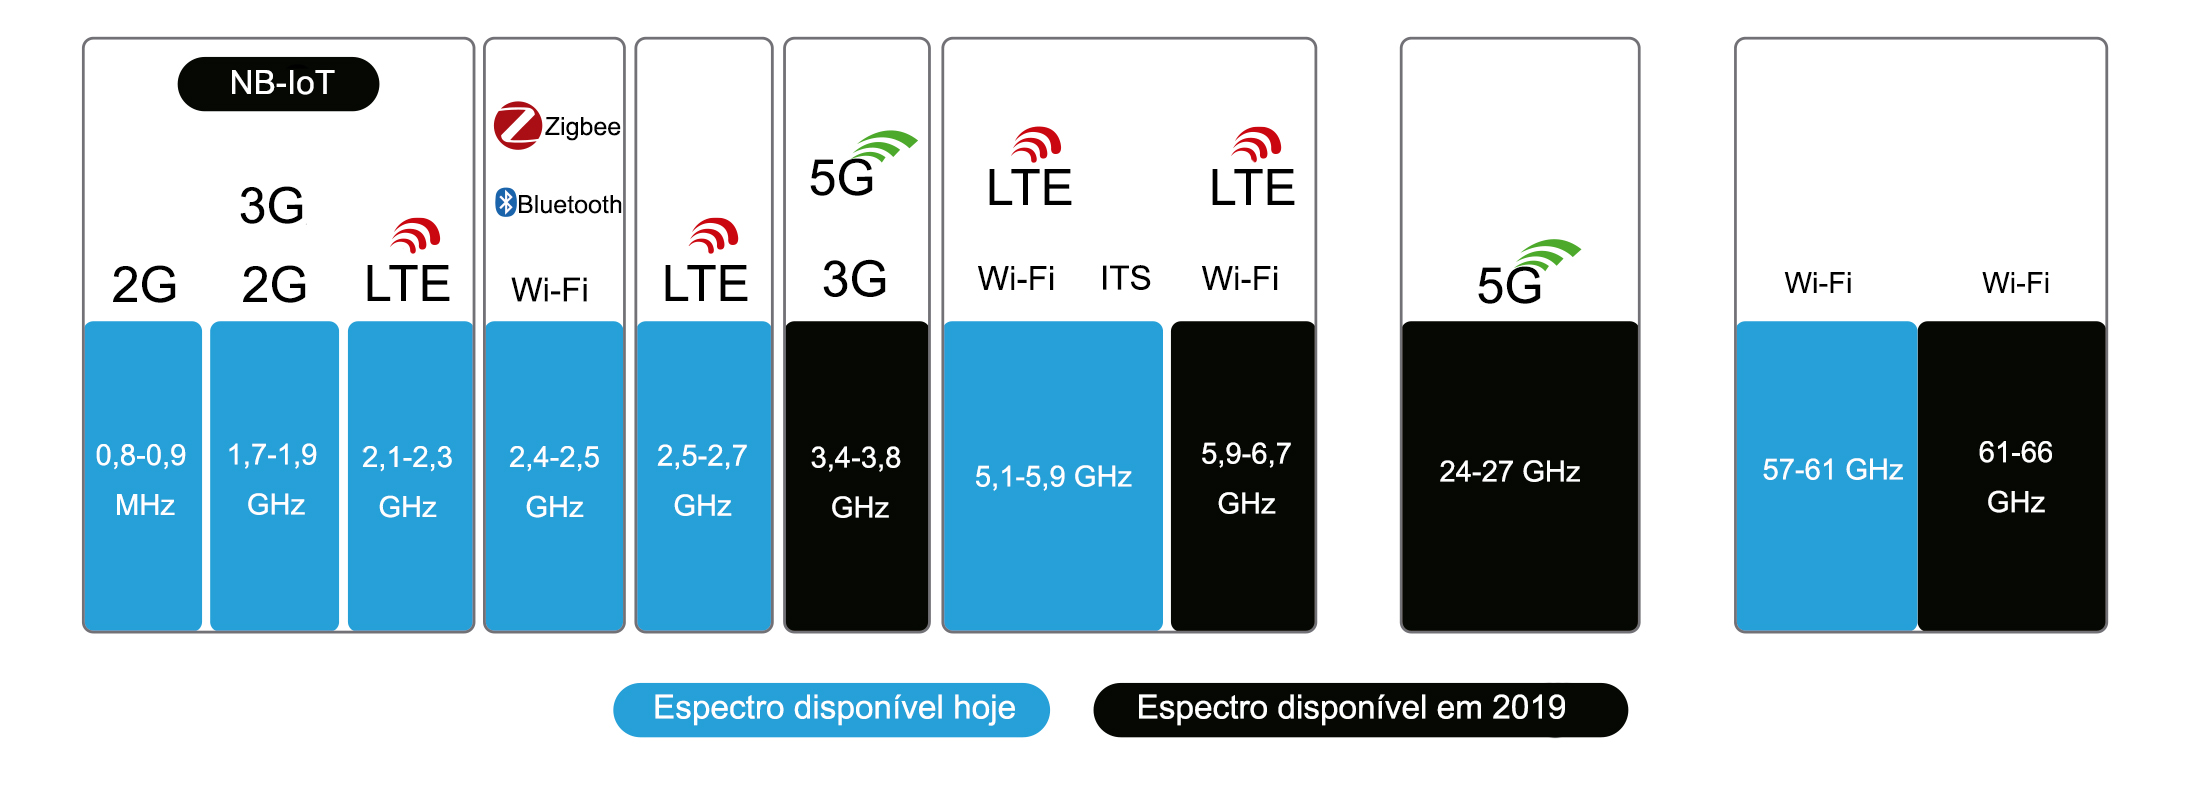 NB-IoT
2G
3G
2G
LTE
0,8-0,9
MHz
1,7-1,9
GHz
2,1-2,3
GHz
Zigbee
Bluetooth
Wi-Fi
2,4-2,5
GHz
LTE
2,5-2,7
GHz
5G
3G
3,4-3,8
GHz
LTE
LTE
Wi-Fi ITS Wi-Fi
5,1-5,9 GHz
5,9-6,7
GHz
5G
24-27 GHz
Wi-Fi
Wi-Fi
57-61 GHz
61-66
GHz
Espectro disponível hoje
Espectro disponível em 2019